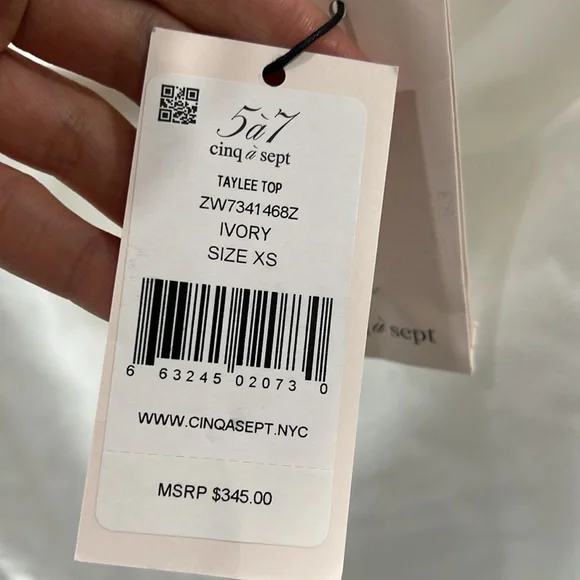 5à7
cinq à sept
TAYLEE TOP
ZW7341468Z
IVORY
SIZE XS
6 63245 02073 0
WWW.CINQASEPT.NYC
MSRP $345.00
à sept